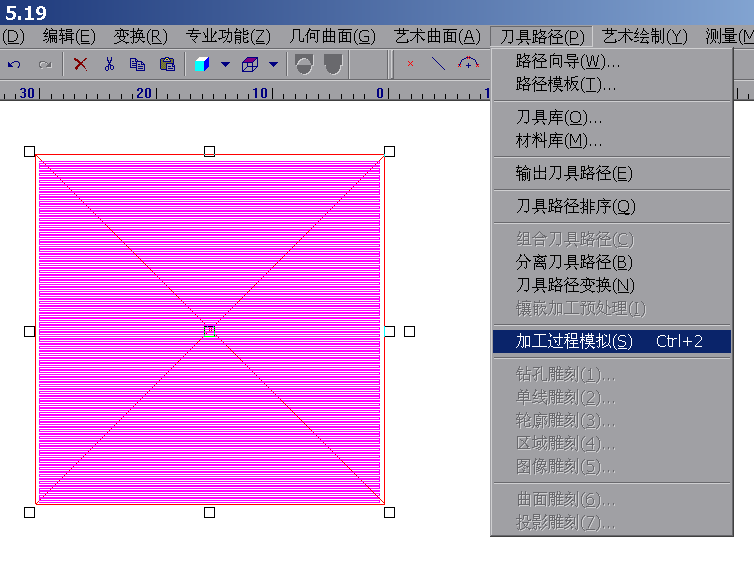 5.19
(D) 编辑(E) 变换(R) 专业功能(Z) 几何曲面(G) 艺术曲面(A) 刀具路径(P) 艺术绘制(Y) 测量(M
30 20 10 0 1
路径向导(W)...
路径模板(T)...
刀具库(O)...
材料库(M)...
输出刀具路径(E)
刀具路径排序(Q)
组合刀具路径(C)
分离刀具路径(B)
刀具路径变换(N)
镶嵌加工预处理(I)
加工过程模拟(S) Ctrl+2
钻孔雕刻(1)...
单线雕刻(2)...
轮廓雕刻(3)...
区域雕刻(4)...
图像雕刻(5)...
曲面雕刻(6)...
投影雕刻(7)...